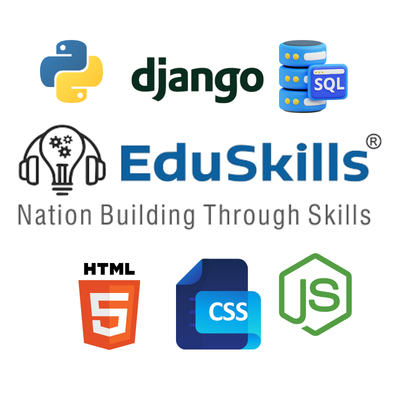 django
SQL
EduSkills®
Nation Building Through Skills
HTML
5
CSS
JS